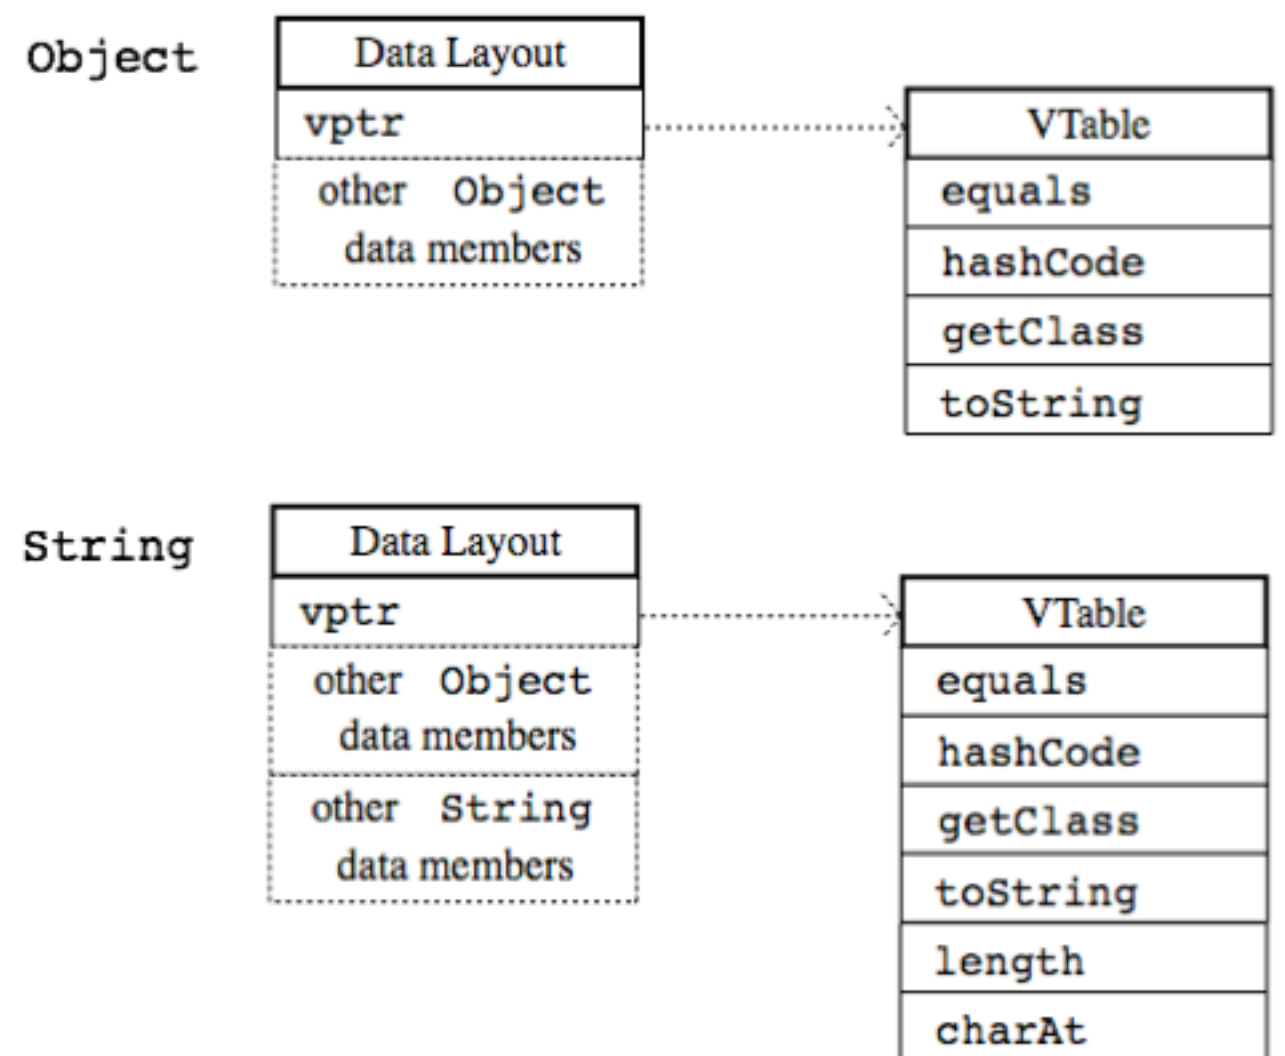 Object
Data Layout
vptr
other Object
data members
VTable
equals
hashCode
getClass
toString
String
Data Layout
vptr
other Object
data members
other String
data members
VTable
equals
hashCode
getClass
toString
length
charAt